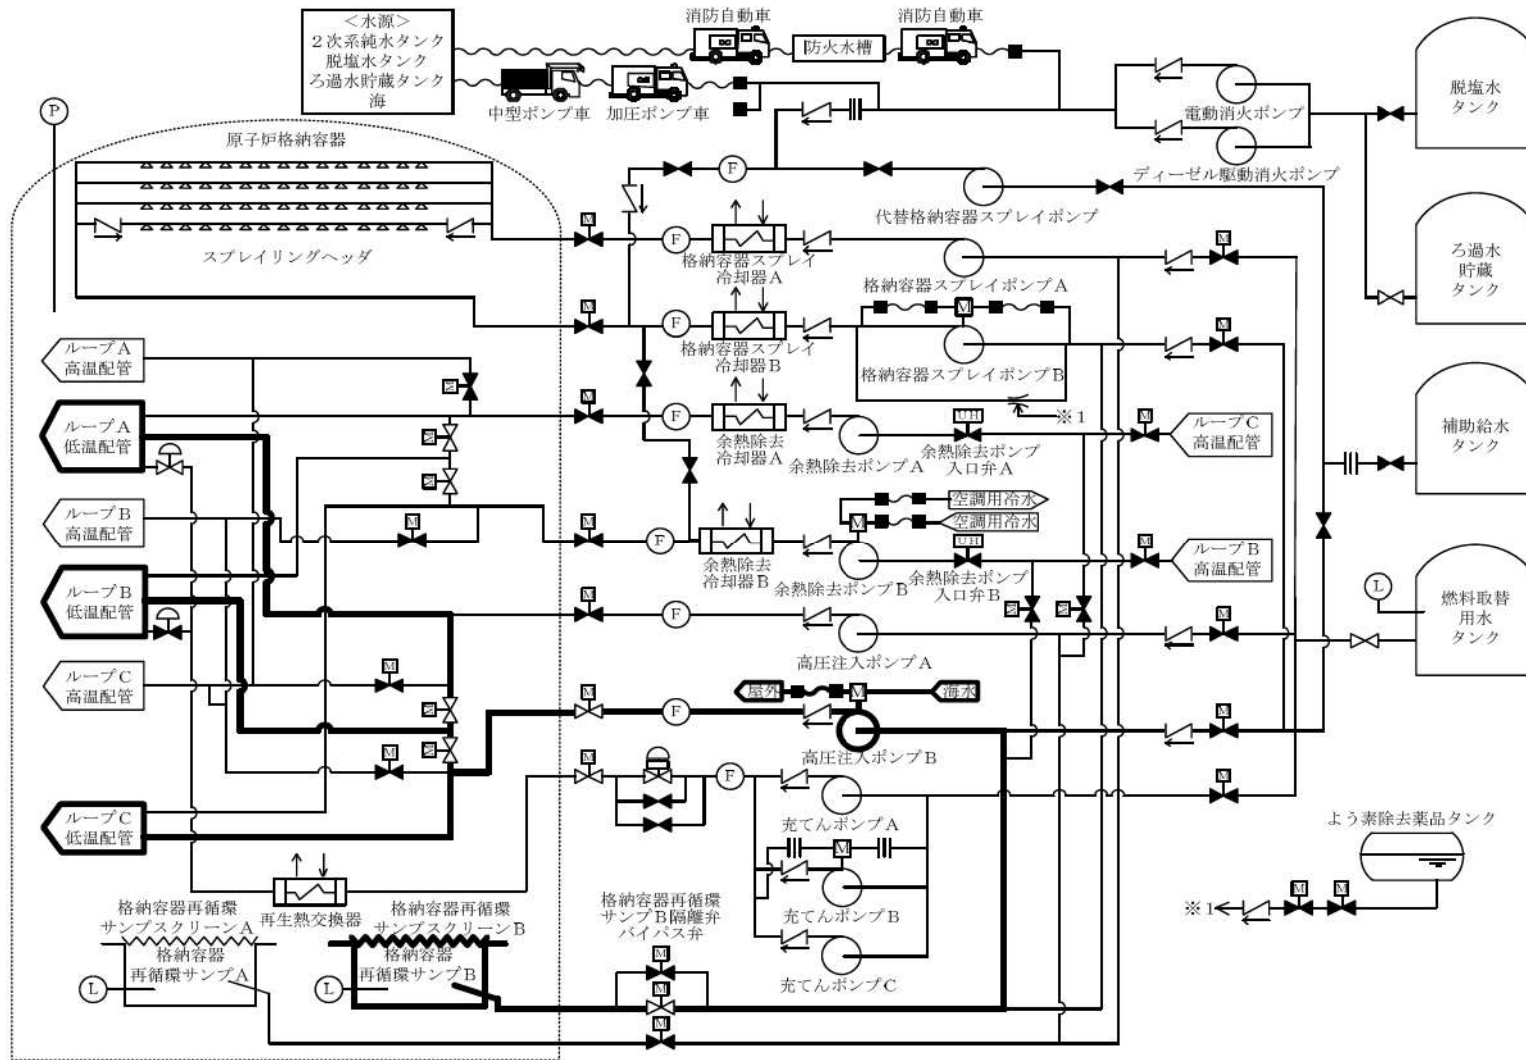 <水源>
2次系純水タンク
脱塩水タンク
ろ過水貯蔵タンク
海
消防自動車
消防自動車
防火水槽
中型ポンプ車
加圧ポンプ車
P
原子炉格納容器
スプレイリングヘッダ
電動消火ポンプ
ディーゼル駆動消火ポンプ
脱塩水
タンク
F
代替格納容器スプレイポンプ
M
F
格納容器スプレイ
冷却器A
格納容器スプレイポンプA
M
ろ過水
貯蔵
タンク
M
F
格納容器スプレイ
冷却器B
M
格納容器スプレイポンプB
M
※1
ループA
高温配管
M
ループA
低温配管
M
M
M
F
余熱除去
冷却器A
余熱除去ポンプA
UH
余熱除去ポンプ
入口弁A
M
ループC
高温配管
補助給水
タンク
ループB
高温配管
M
M
F
余熱除去
冷却器B
M
空調用冷水
空調用冷水
余熱除去ポンプB
UH
余熱除去ポンプ
入口弁B
M
ループB
高温配管
ループB
低温配管
M
F
高圧注入ポンプA
M
M
M
L
燃料取替
用水
タンク
ループC
高温配管
M
M
M
M
M
F
屋外
M
海水
高圧注入ポンプB
M
M
F
充てんポンプA
M
ループC
低温配管
M
充てんポンプB
充てんポンプC
よう素除去薬品タンク
※1
M
M
再生熱交換器
格納容器再循環
サンプスクリーンA
格納容器
再循環サンプA
L
格納容器再循環
サンプスクリーンB
格納容器
再循環サンプB
L
格納容器再循環
サンプB隔離弁
バイパス弁
M
M
M